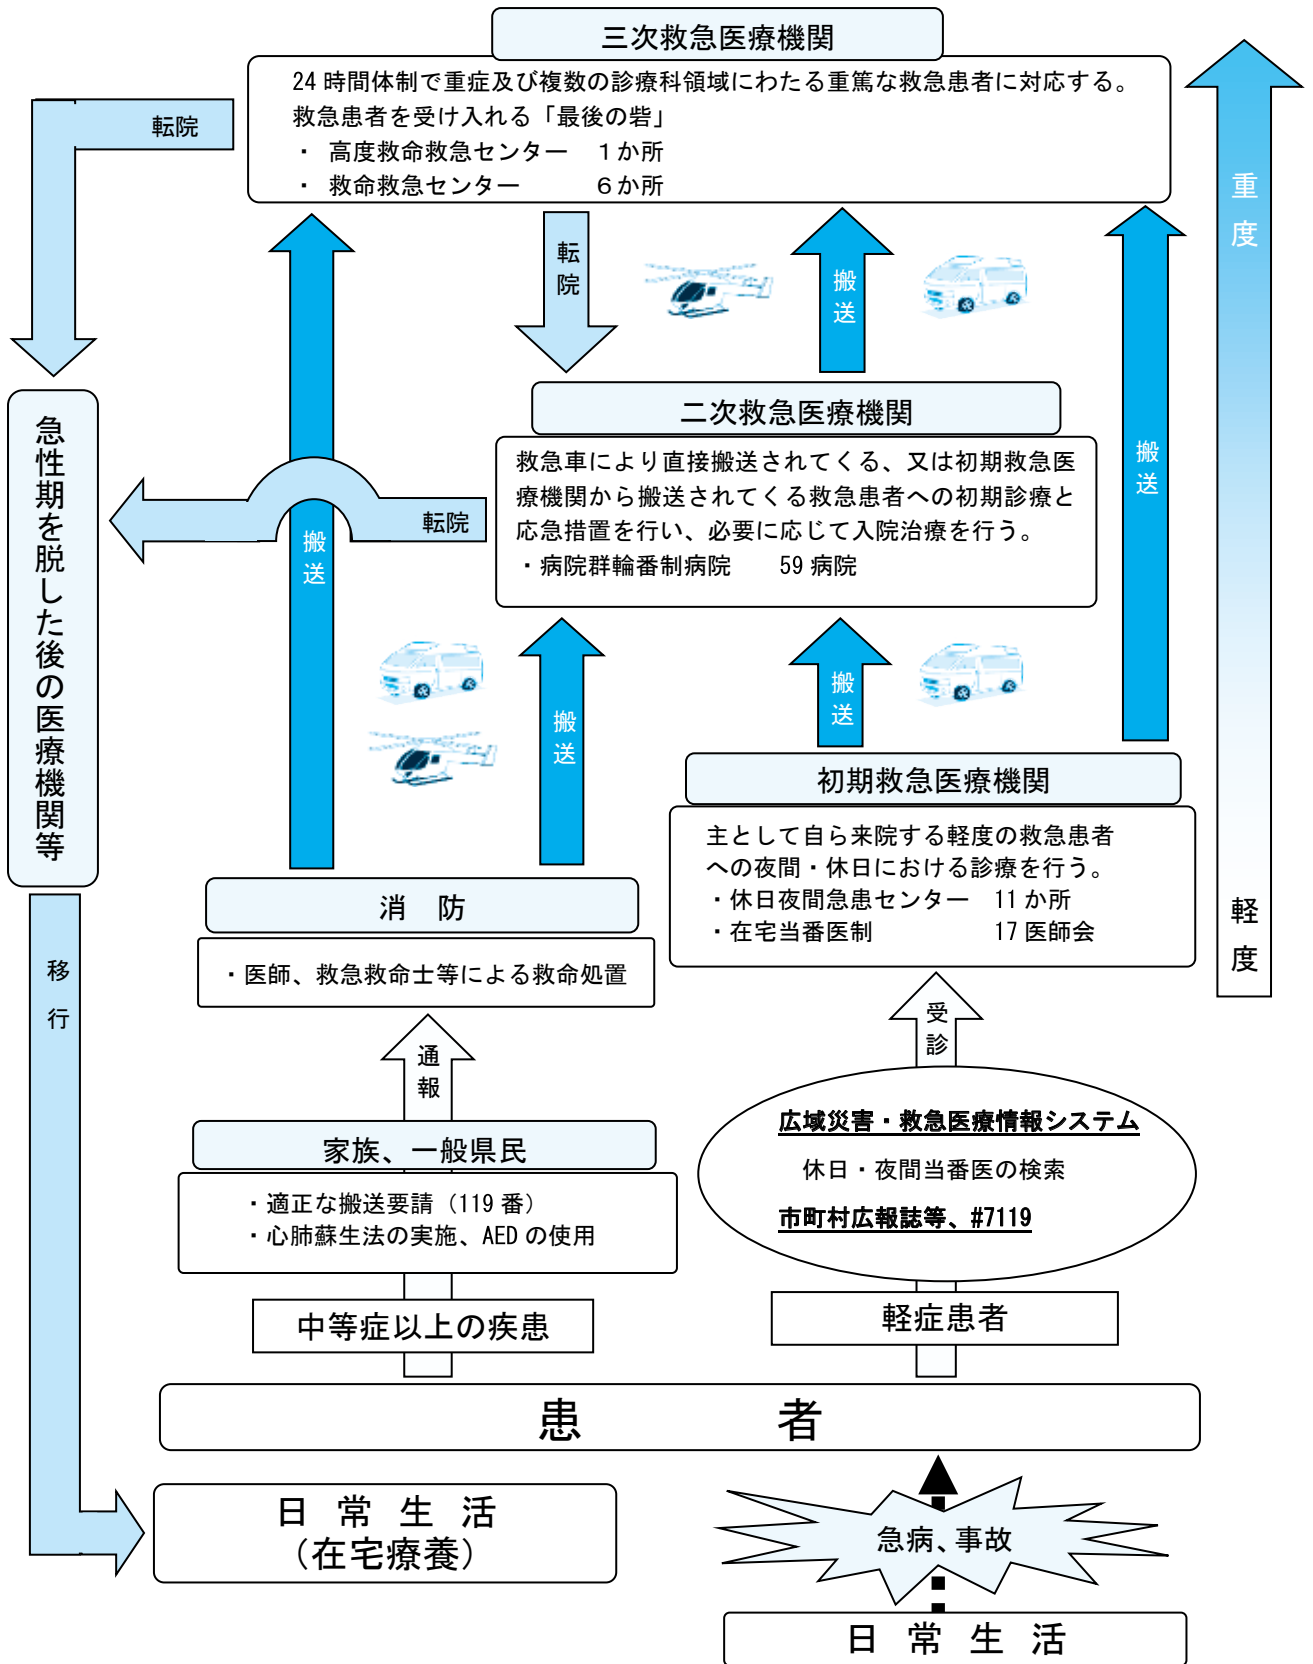 三次救急医療機関
24 時間体制で重症及び複数の診療科領域にわたる重篤な救急患者に対応する。
救急患者を受け入れる「最後の砦」
・ 高度救命救急センター 1か所
・ 救命救急センター 6か所
転院
重度
転院
搬送
二次救急医療機関
救急車により直接搬送されてくる、又は初期救急医
療機関から搬送されてくる救急患者への初期診療と
応急措置を行い、必要に応じて入院治療を行う。
・病院群輪番制病院 59 病院
搬送
転院
搬送
急性期を脱した後の医療機関等
搬送
搬送
初期救急医療機関
主として自ら来院する軽度の救急患者
への夜間・休日における診療を行う。
・休日夜間急患センター 11 か所
・在宅当番医制 17 医師会
軽度
消 防
・医師、救急救命士等による救命処置
移行
受診
通報
家族、一般県民
・適正な搬送要請（119 番）
・心肺蘇生法の実施、AED の使用
広域災害・救急医療情報システム
休日・夜間当番医の検索
市町村広報誌等、#7119
中等症以上の疾患
軽症患者
患 者
日 常 生 活
（在宅療養）
急病、事故
日 常 生 活